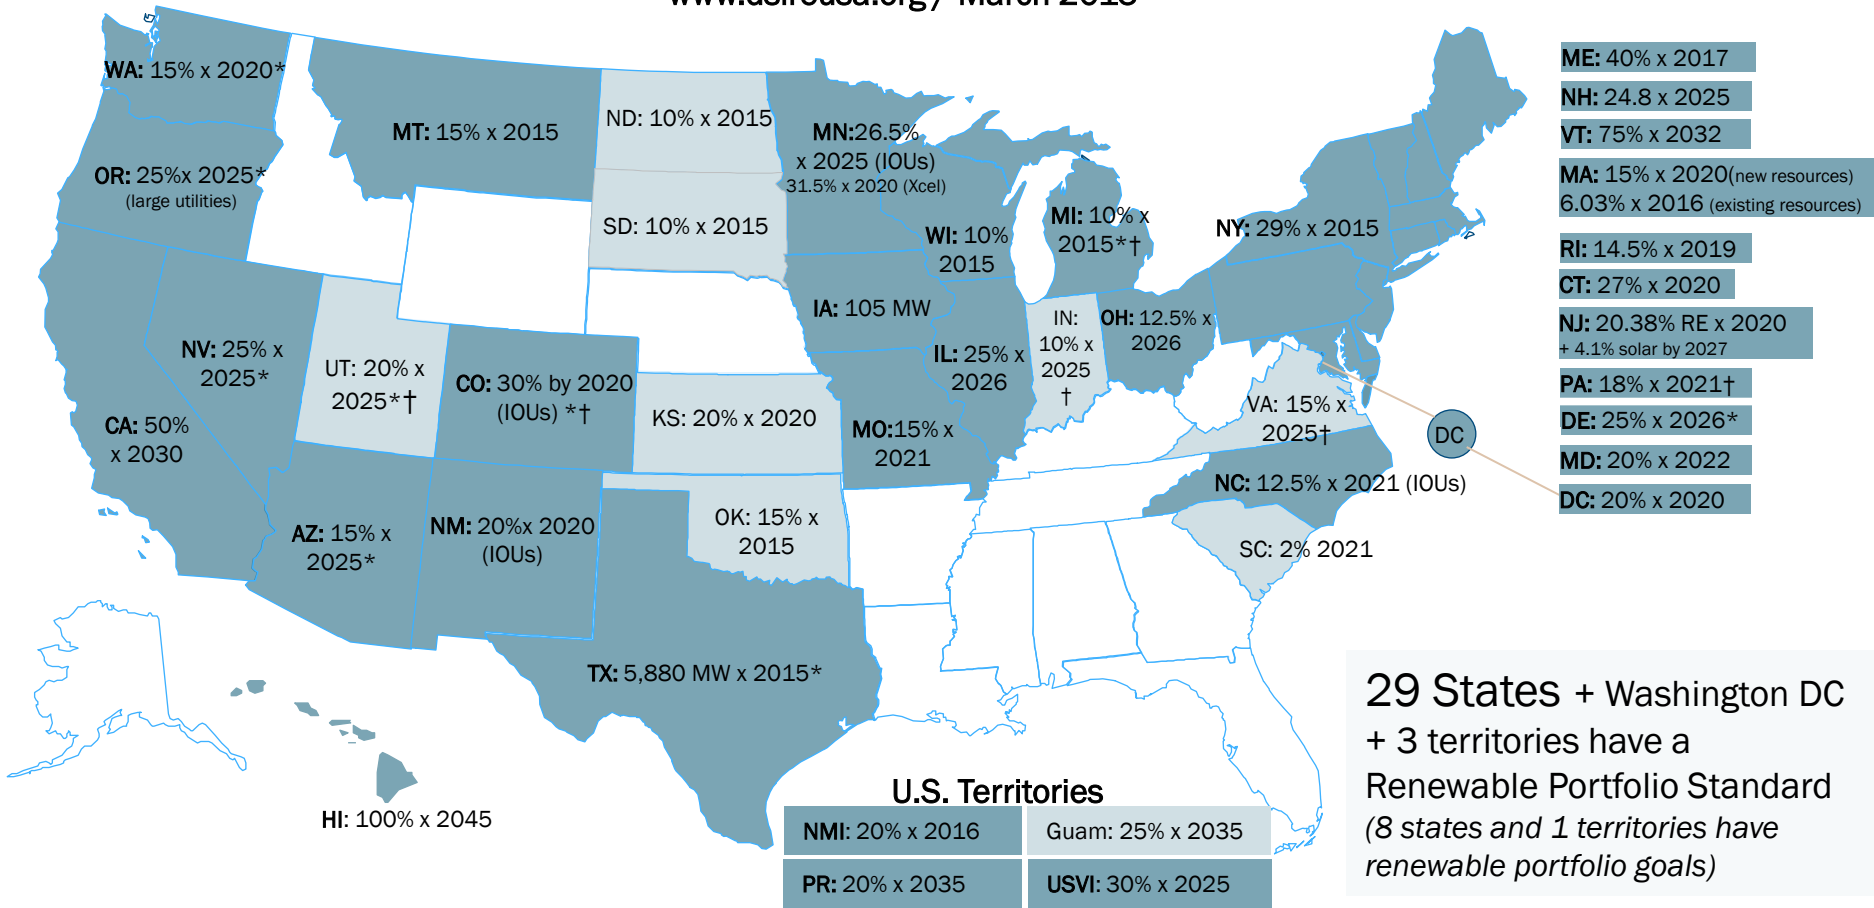 www.dsireusa.org / March 2015
WA: 15% x 2020*
OR: 25%x 2025*
(large utilities)
CA: 50%
x 2030
NV: 25% x
2025*
MT: 15% x 2015
UT: 20% x
2025*†
AZ: 15% x
2025*
ND: 10% x 2015
SD: 10% x 2015
CO: 30% by 2020
(IOUs) *†
NM: 20%x 2020
(IOUs)
KS: 20% x 2020
OK: 15% x
2015
TX: 5,880 MW x 2015*
MN:26.5%
x 2025 (IOUs)
31.5% x 2020 (Xcel)
WI: 10%
2015
IA: 105 MW
IL: 25% x
2026
MO:15% x
2021
MI: 10% x
2015*†
IN:
10% x
2025
†
OH: 12.5% x
2026
NY: 29% x 2015
VA: 15% x
2025†
NC: 12.5% x 2021 (IOUs)
SC: 2% 2021
DC
HI: 100% x 2045
ME: 40% x 2017
NH: 24.8 x 2025
VT: 75% x 2032
MA: 15% x 2020(new resources)
6.03% x 2016 (existing resources)
RI: 14.5% x 2019
CT: 27% x 2020
NJ: 20.38% RE x 2020
+ 4.1% solar by 2027
PA: 18% x 2021†
DE: 25% x 2026*
MD: 20% x 2022
DC: 20% x 2020
U.S. Territories
NMI: 20% x 2016
Guam: 25% x 2035
PR: 20% x 2035
USVI: 30% x 2025
29 States + Washington DC
+ 3 territories have a
Renewable Portfolio Standard
(8 states and 1 territories have
renewable portfolio goals)